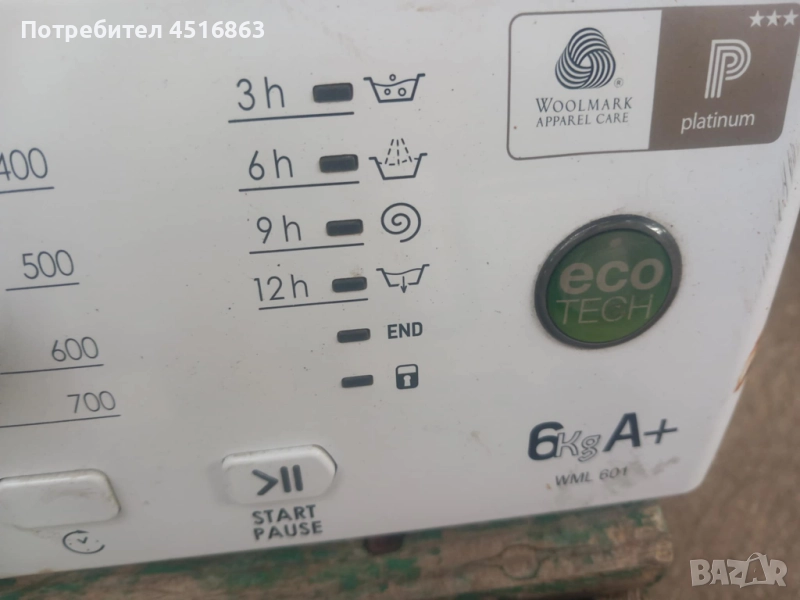 Потребител 4516863
3h
6h
9h
12h
END
400
500
600
700
START
PAUSE
WOOLMARK
APPAREL CARE
®
P
platinum
eco
TECH
6Kg A+
WML 601
BAZAR